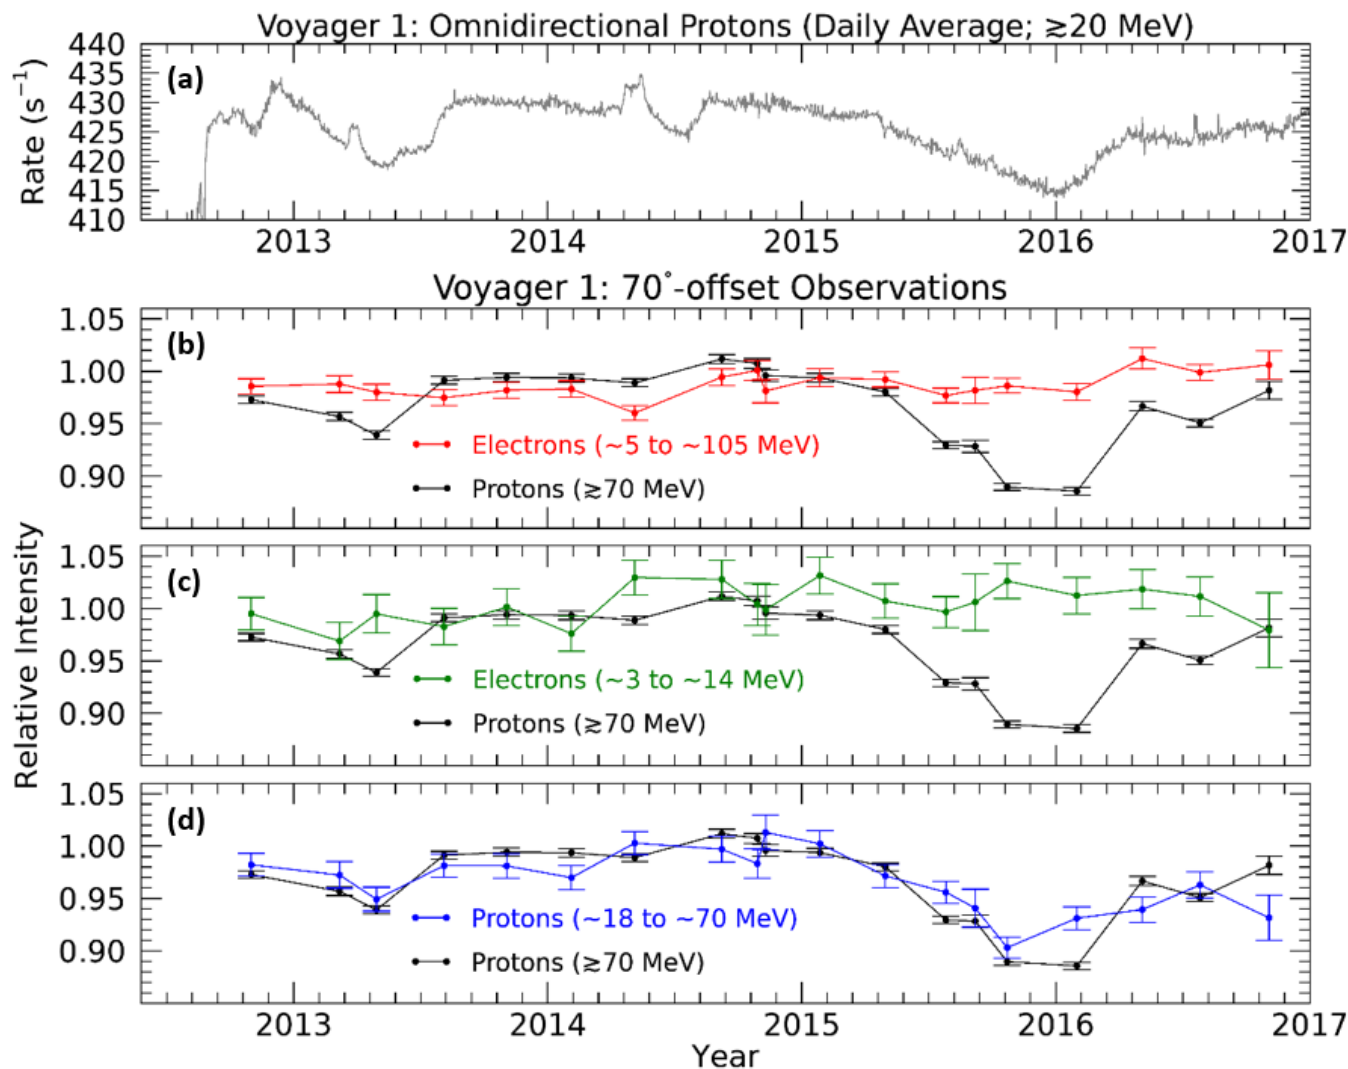 Voyager 1: Omnidirectional Protons (Daily Average; ≳20 MeV)
Rate (s⁻¹)
440
435
430
425
420
415
410
(a)
2013 2014 2015 2016 2017
Voyager 1: 70°-offset Observations
Relative Intensity
1.05
1.00
0.95
0.90
(b)
Electrons (~5 to ~105 MeV)
Protons (≳70 MeV)
1.05
1.00
0.95
0.90
(c)
Electrons (~3 to ~14 MeV)
Protons (≳70 MeV)
1.05
1.00
0.95
0.90
(d)
Protons (~18 to ~70 MeV)
Protons (≳70 MeV)
2013 2014 2015 2016 2017
Year